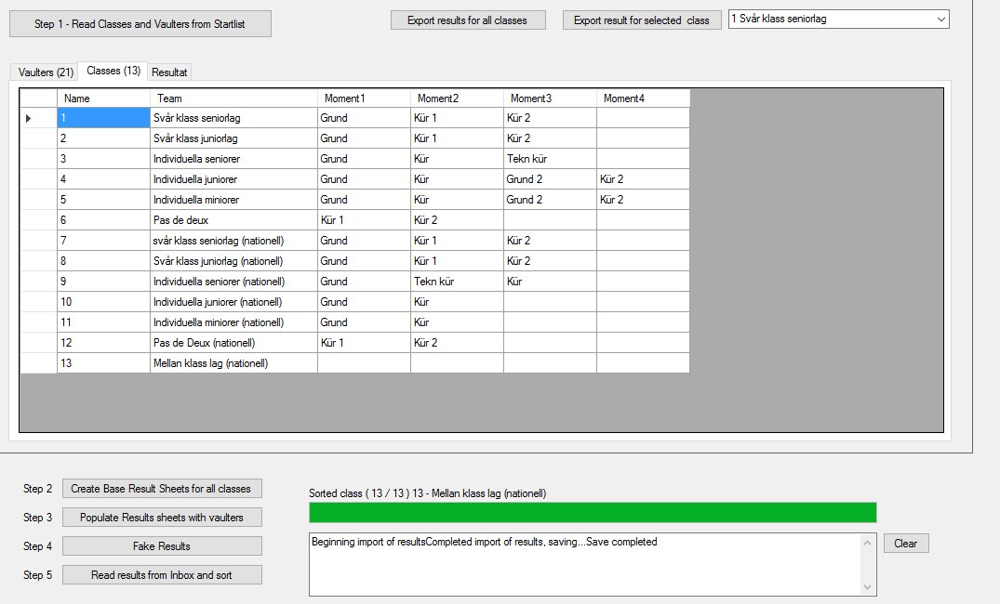 Step 1 - Read Classes and Vaulters from Startlist
Export results for all classes
Export result for selected class
1 Svår klass seniorlag
Vaulters (21) Classes (13) Resultat
Name Team Moment1 Moment2 Moment3 Moment4
1 Svår klass seniorlag Grund Kür 1 Kür 2
2 Svår klass juniorlag Grund Kür 1 Kür 2
3 Individuella seniorer Grund Kür Tekn kür
4 Individuella juniorer Grund Kür Grund 2 Kür 2
5 Individuella miniorer Grund Kür Grund 2 Kür 2
6 Pas de deux Kür 1 Kür 2
7 svår klass seniorlag (nationell) Grund Kür 1 Kür 2
8 Svår klass juniorlag (nationell) Grund Kür 1 Kür 2
9 Individuella seniorer (nationell) Grund Tekn kür Kür
10 Individuella juniorer (nationell) Grund Kür
11 Individuella miniorer (nationell) Grund Kür
12 Pas de Deux (nationell) Kür 1 Kür 2
13 Mellan klass lag (nationell)
Step 2 Create Base Result Sheets for all classes
Step 3 Populate Results sheets with vaulters
Step 4 Fake Results
Step 5 Read results from Inbox and sort
Sorted class ( 13 / 13 ) 13 - Mellan klass lag (nationell)
Beginning import of resultsCompleted import of results, saving...Save completed
Clear